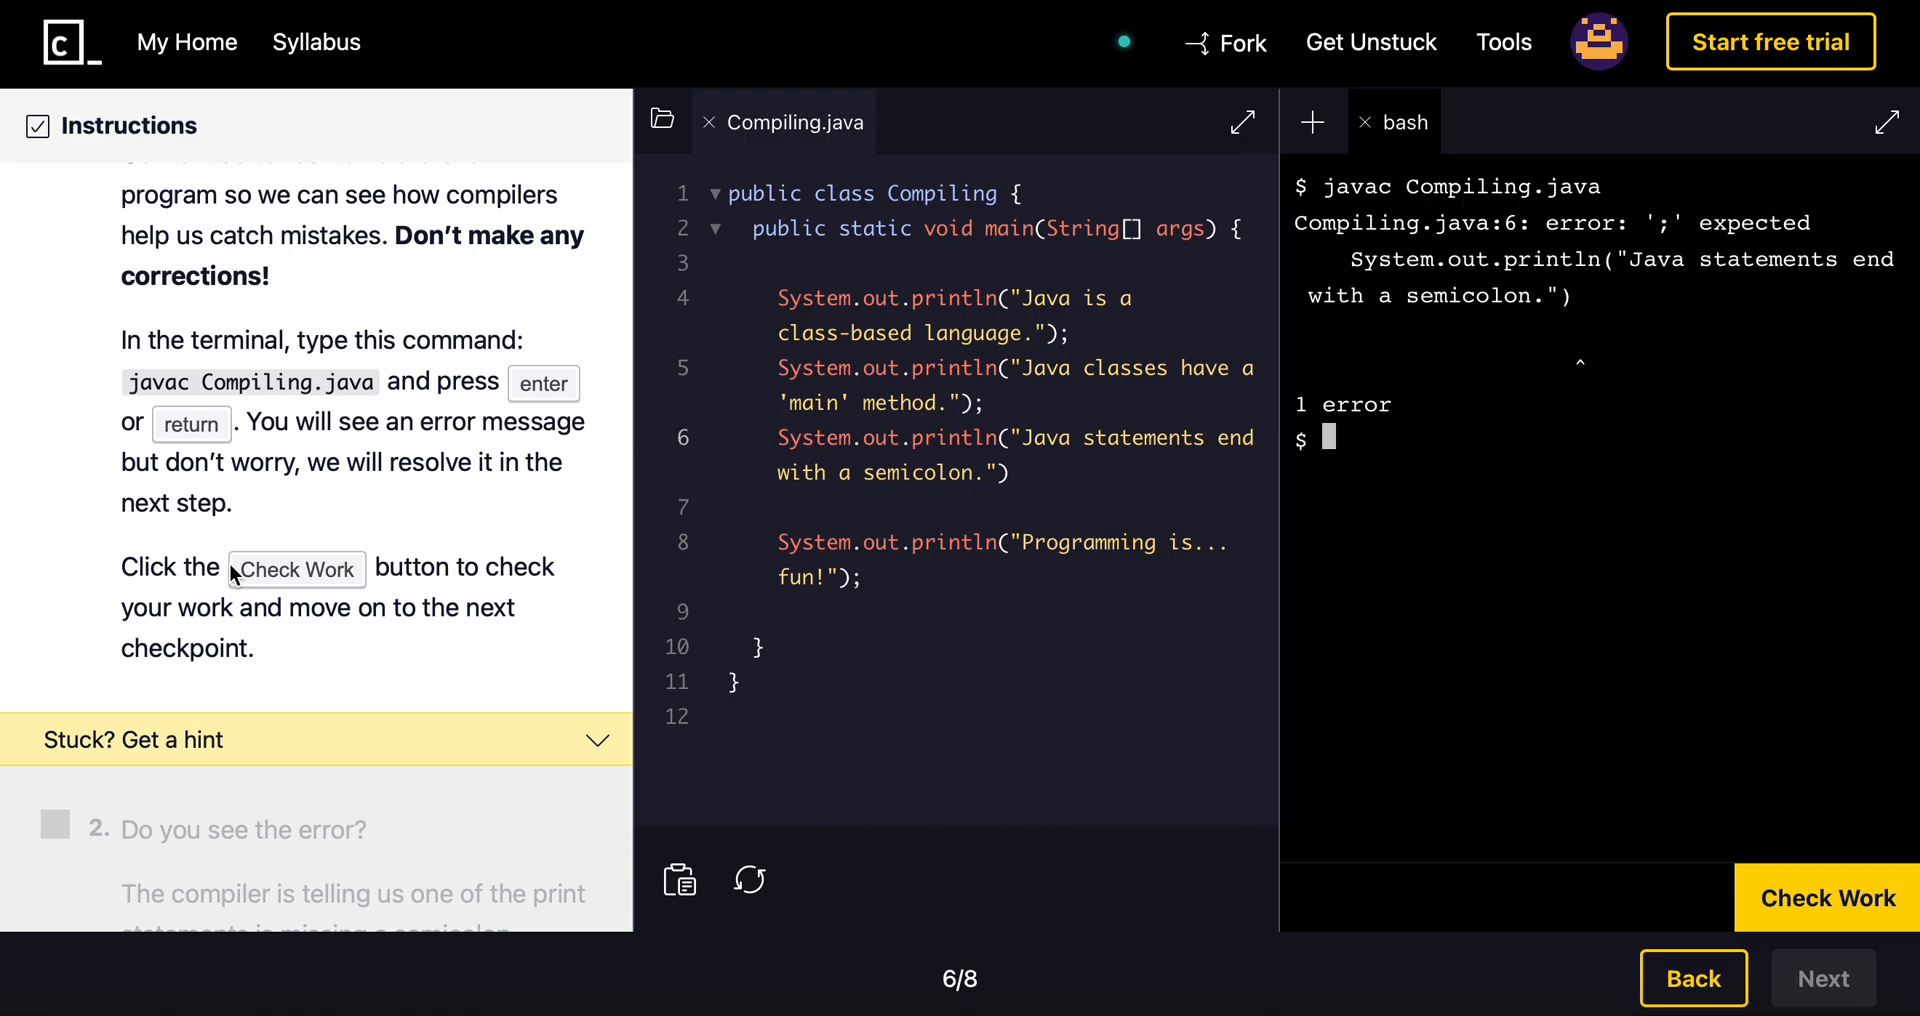 c_
My Home
Syllabus
Fork
Get Unstuck
Tools
Start free trial
Instructions
program so we can see how compilers
help us catch mistakes. Don't make any
corrections!
In the terminal, type this command:
javac Compiling.java and press enter
or return. You will see an error message
but don't worry, we will resolve it in the
next step.
Click the Check Work button to check
your work and move on to the next
checkpoint.
Stuck? Get a hint
2. Do you see the error?
The compiler is telling us one of the print
Compiling.java
1 public class Compiling {
2 public static void main(String[] args) {
3
4 System.out.println("Java is a
class-based language.");
5 System.out.println("Java classes have a
'main' method.");
6 System.out.println("Java statements end
with a semicolon.")
7
8 System.out.println("Programming is...
fun!");
9
10 }
11 }
12
bash
$ javac Compiling.java
Compiling.java:6: error: ';' expected
System.out.println("Java statements end
with a semicolon.")
^
1 error
$
Check Work
6/8
Back
Next